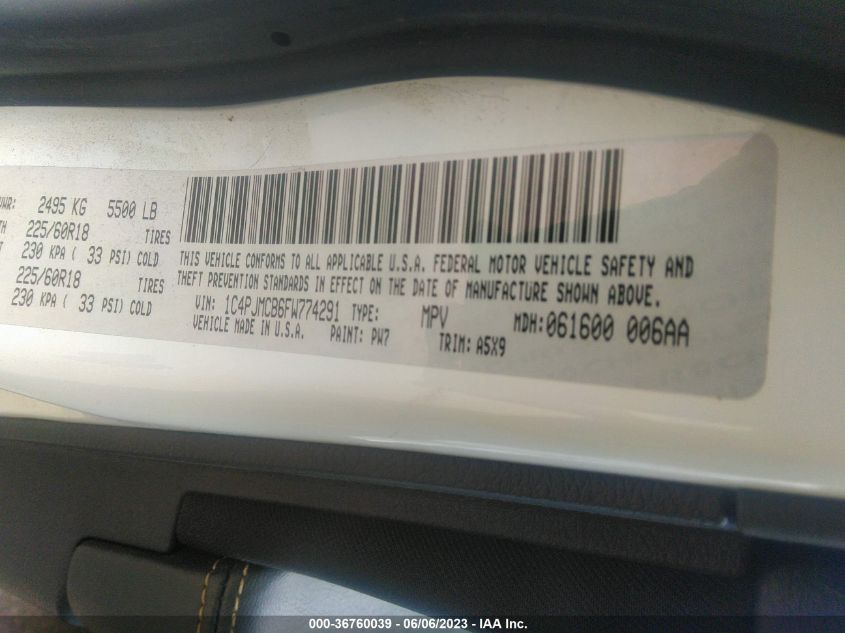 2495 KG 5500 LB
225/60R18 TIRES
230 KPA ( 33 PSI) COLD
225/60R18 TIRES
230 KPA ( 33 PSI) COLD
THIS VEHICLE CONFORMS TO ALL APPLICABLE U.S.A. FEDERAL MOTOR VEHICLE SAFETY AND
THEFT PREVENTION STANDARDS IN EFFECT ON THE DATE OF MANUFACTURE SHOWN ABOVE.
VIN: 1C4PJMCB6FW774291 TYPE: MPV MDH:061600 006AA
VEHICLE MADE IN U.S.A. PAINT: PW7 TRIM: A5X9
000-36760039 - 06/06/2023 - IAA Inc.